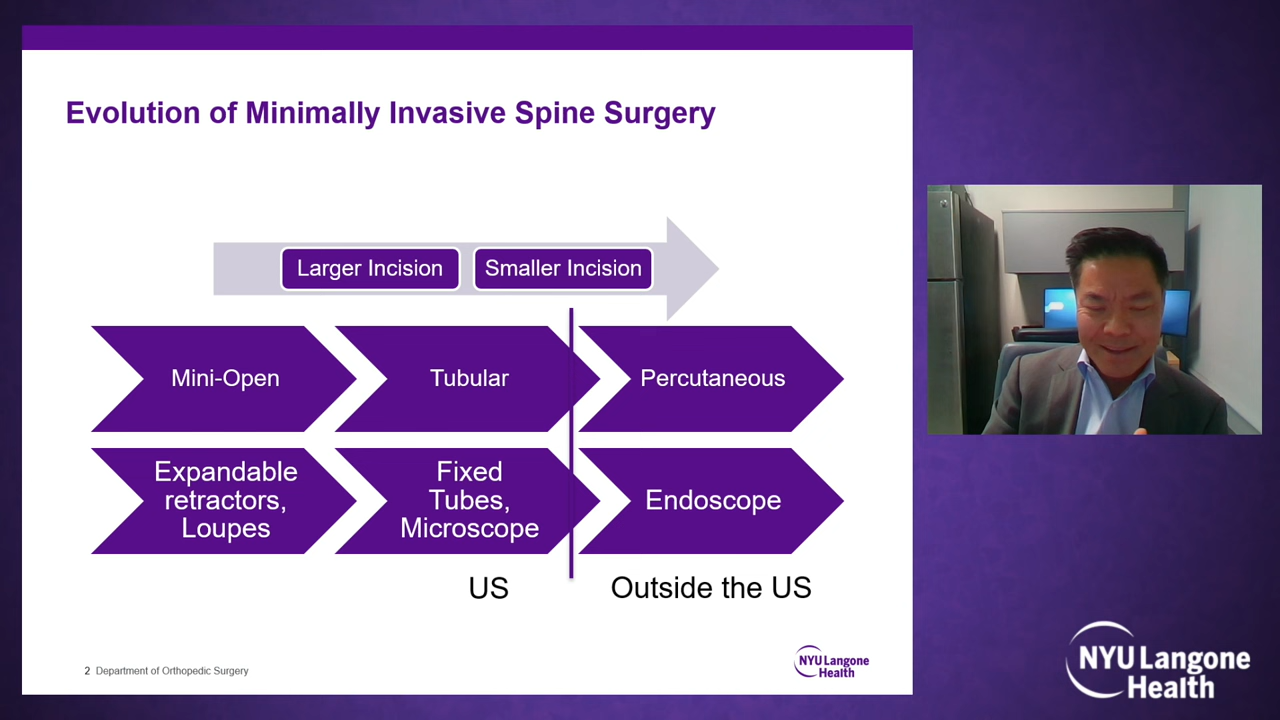 Evolution of Minimally Invasive Spine Surgery
Larger Incision
Smaller Incision
Mini-Open
Tubular
Percutaneous
Expandable
retractors,
Loupes
Fixed
Tubes,
Microscope
Endoscope
US
Outside the US
2 Department of Orthopedic Surgery
NYU Langone
Health
NYU Langone
Health